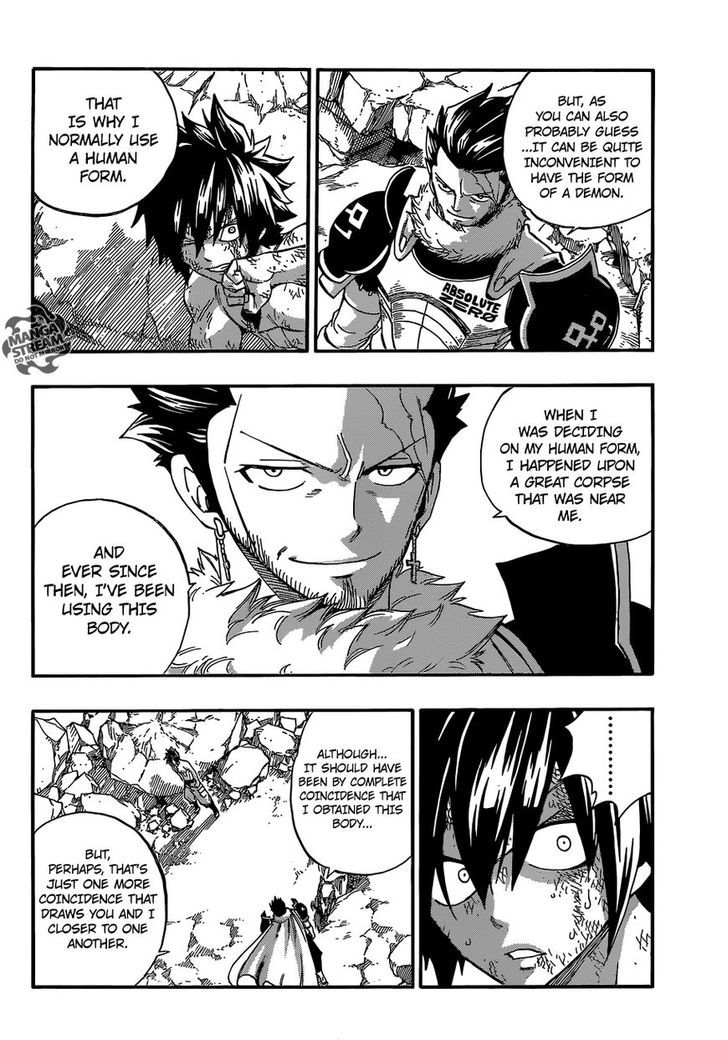 BUT, AS
YOU CAN ALSO
PROBABLY GUESS
...IT CAN BE QUITE
INCONVENIENT TO
HAVE THE FORM
OF A DEMON.
ABSOLUTE
ZERØ
THAT
IS WHY I
NORMALLY USE
A HUMAN
FORM.
MANGA
STREAM
WHEN I
WAS DECIDING
ON MY HUMAN FORM,
I HAPPENED UPON
A GREAT CORPSE
THAT WAS NEAR
ME.
AND
EVER SINCE
THEN, I'VE BEEN
USING THIS
BODY.
ALTHOUGH...
IT SHOULD HAVE
BEEN BY COMPLETE
COINCIDENCE THAT
I OBTAINED THIS
BODY...
BUT,
PERHAPS, THAT'S
JUST ONE MORE
COINCIDENCE THAT
DRAWS YOU AND I
CLOSER TO ONE
ANOTHER.